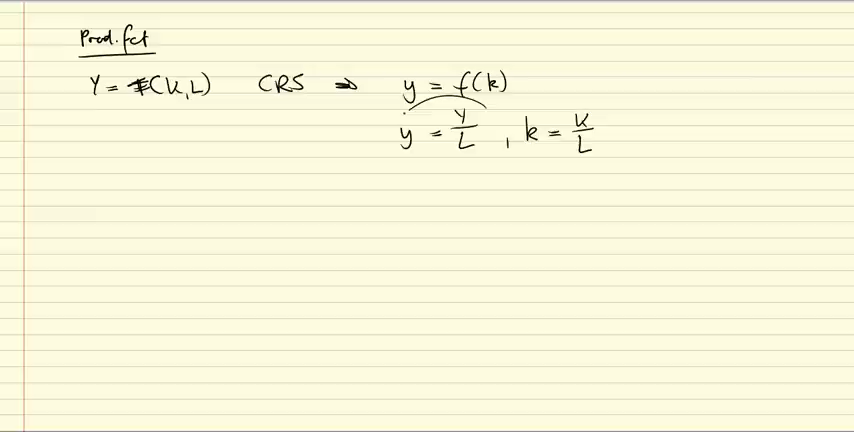 Prod. fct
Y = F(K,L) CRS ⇒ y = f(k)
y = Y/L , k = K/L